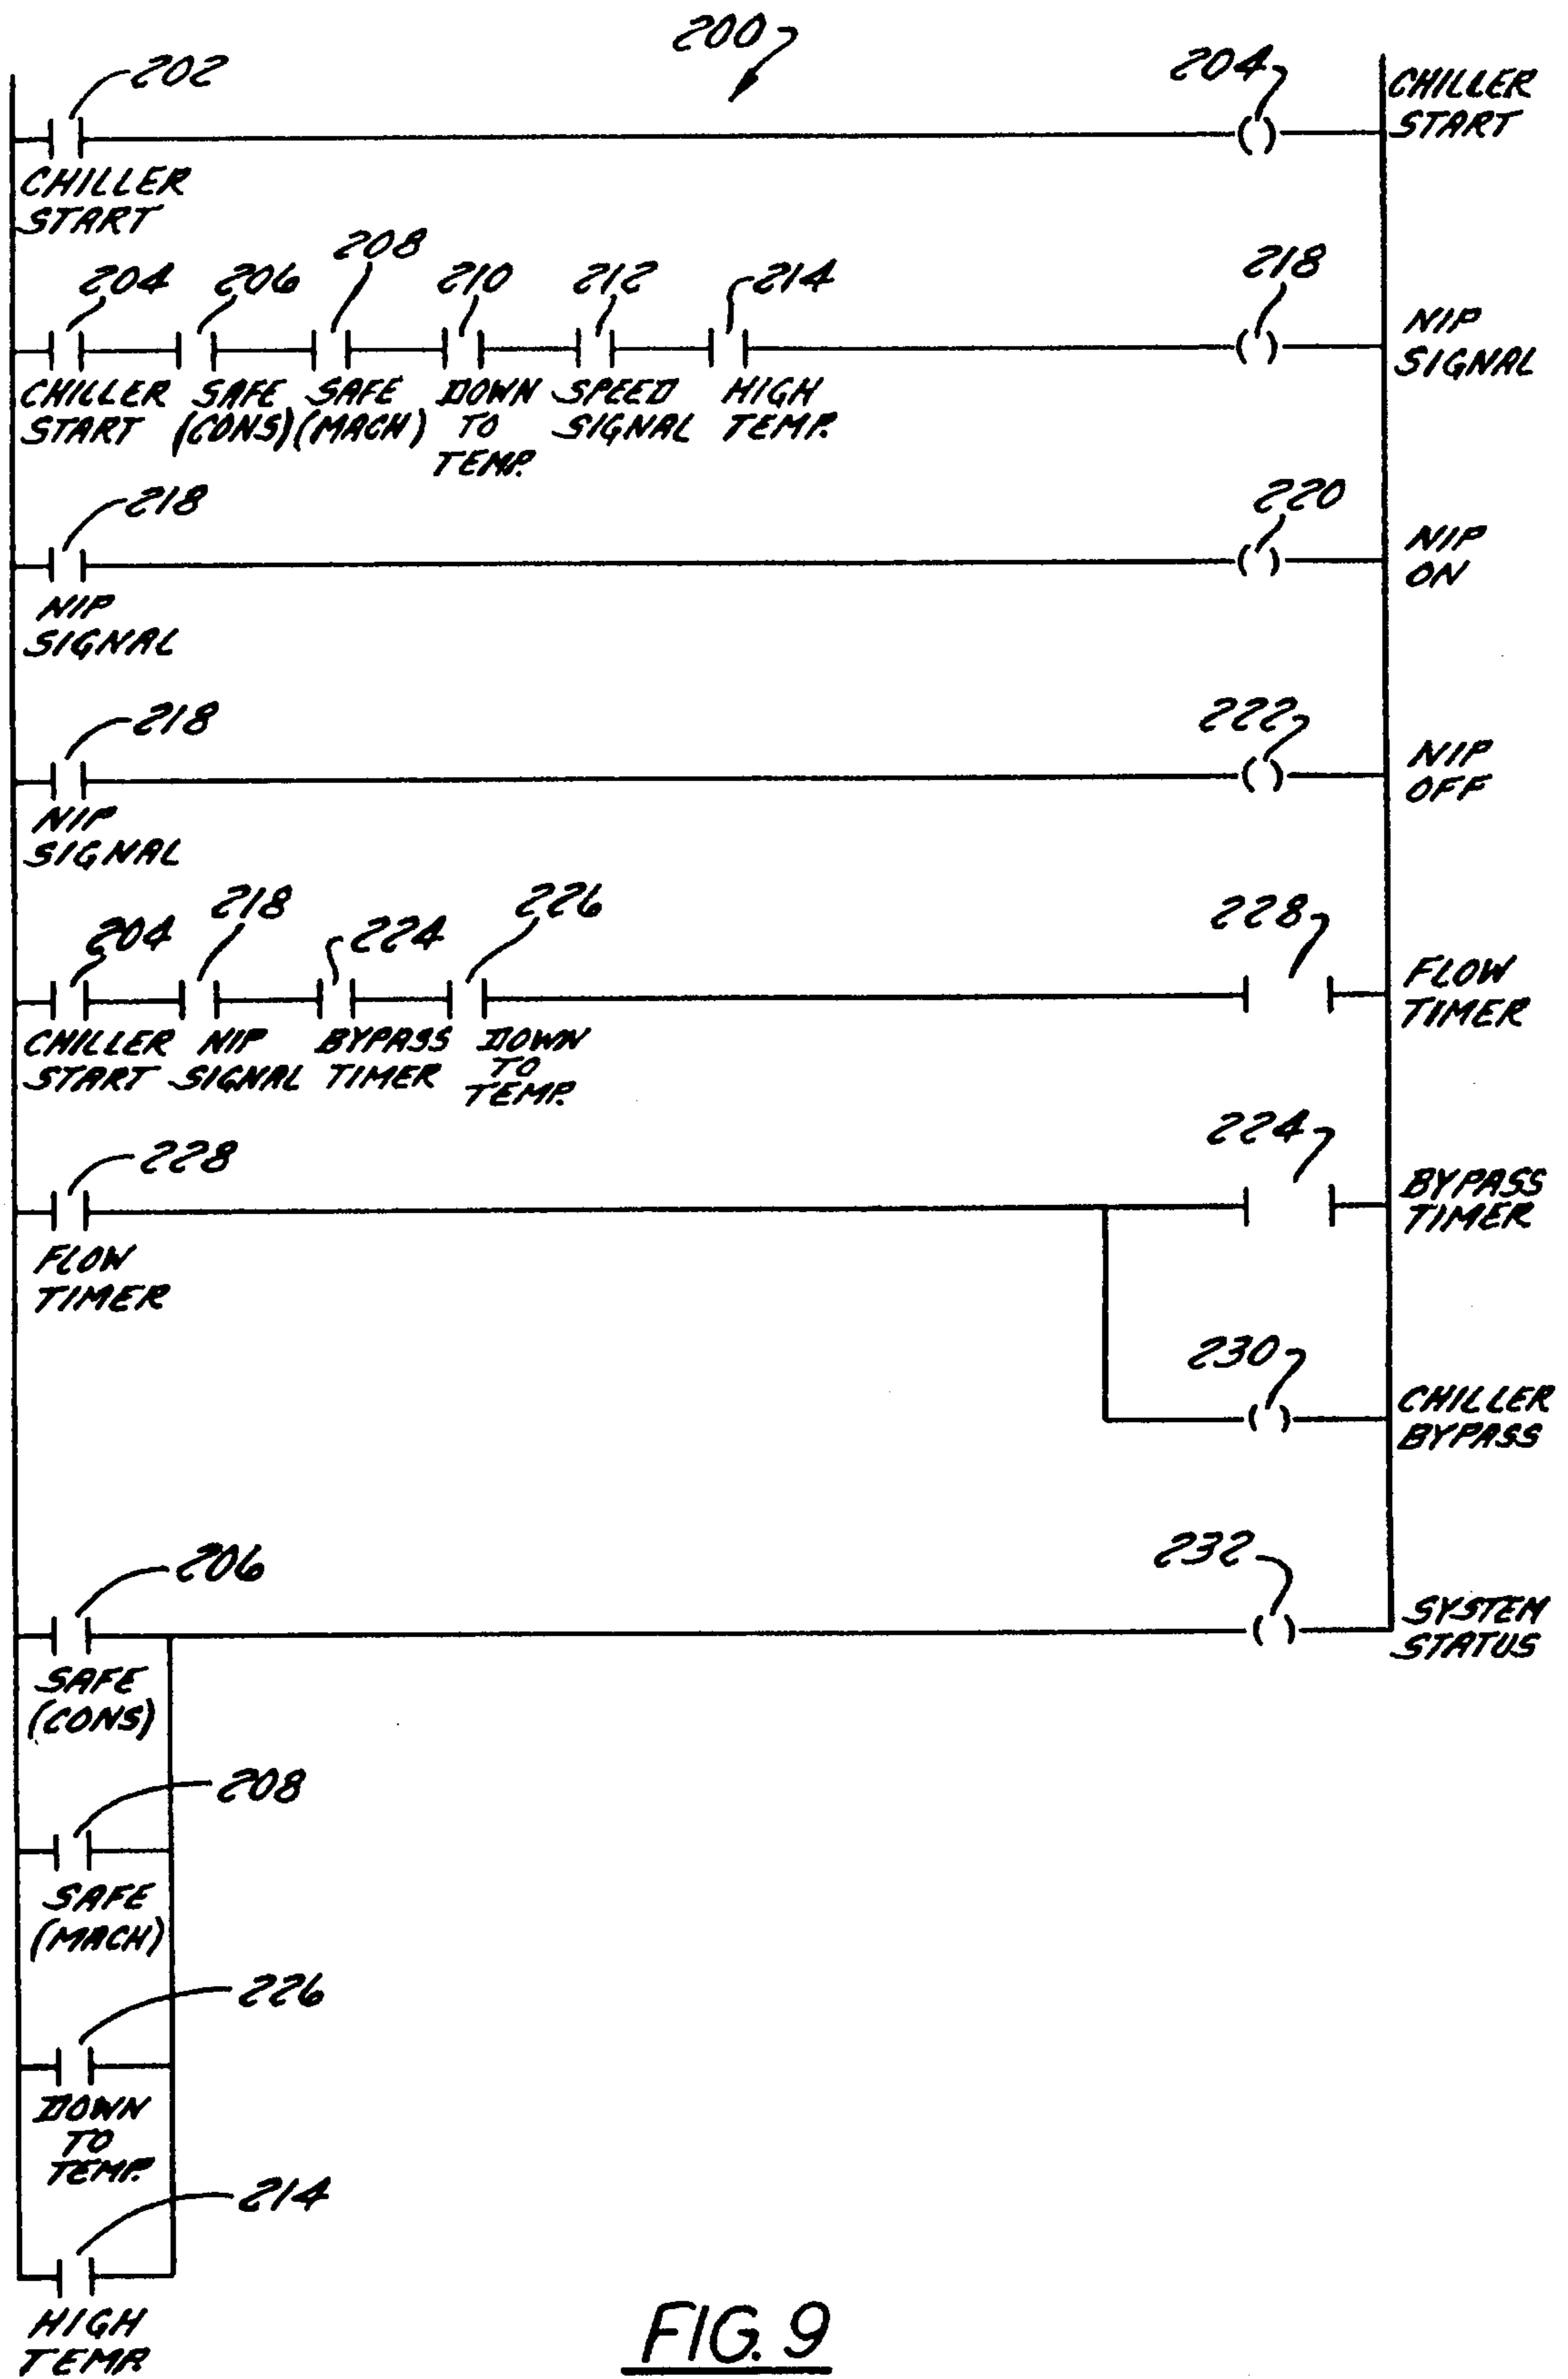 200
202
204
CHILLER
START
CHILLER
START
204
206
208
210
212
214
218
NIP
SIGNAL
CHILLER SAFE SAFE DOWN SPEED HIGH
START (CONS) (MACH) TO SIGNAL TEMP.
TEMP.
218
220
NIP
ON
NIP
SIGNAL
218
222
NIP
OFF
NIP
SIGNAL
204
218
224
226
228
FLOW
TIMER
CHILLER NIP BYPASS DOWN
START SIGNAL TIMER TO
TEMP.
228
224
BYPASS
TIMER
FLOW
TIMER
230
CHILLER
BYPASS
206
232
SYSTEM
STATUS
SAFE
(CONS)
208
SAFE
(MACH)
226
DOWN
TO
TEMP.
214
HIGH
TEMP.
FIG. 9